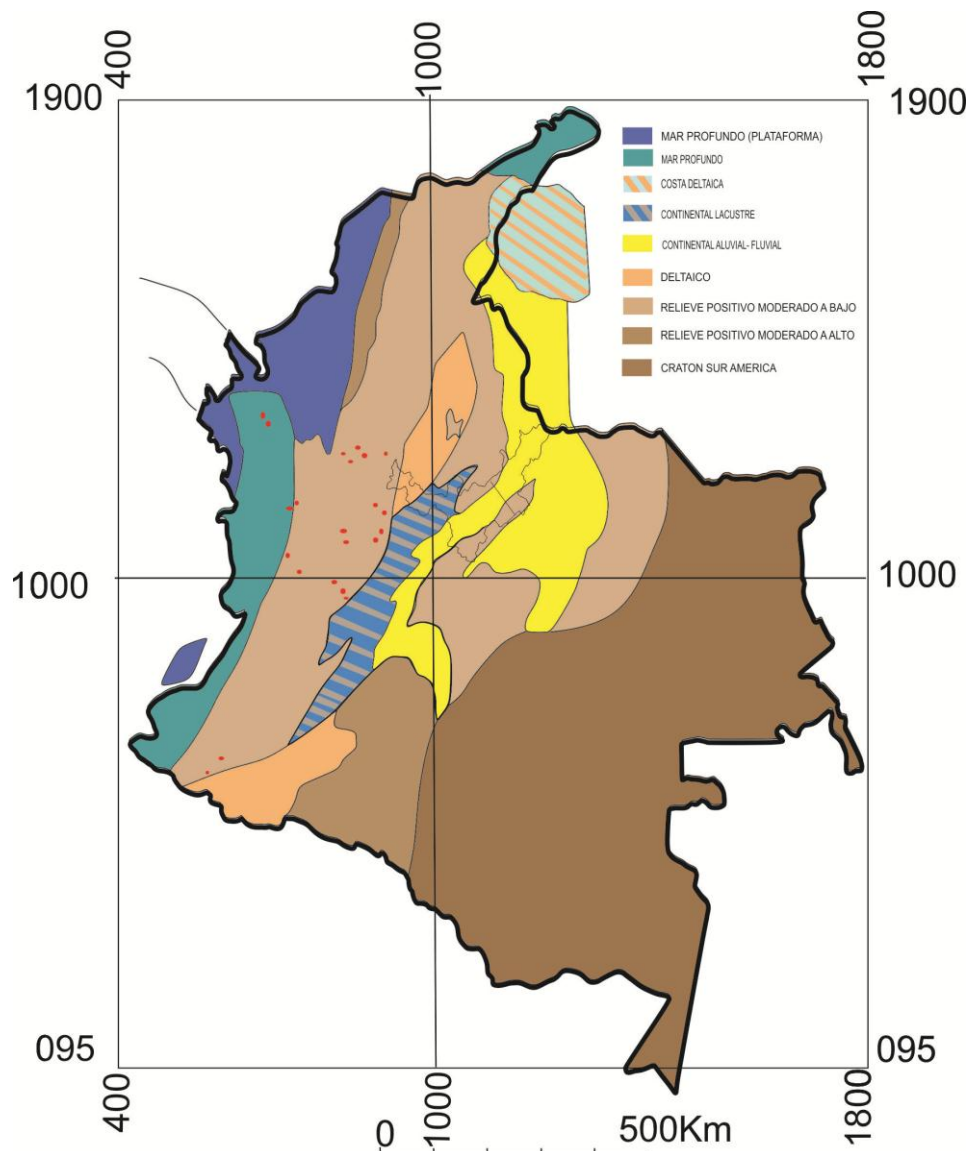 400
1000
1800
1900
1900
MAR PROFUNDO (PLATAFORMA)
MAR PROFUNDO
COSTA DELTAICA
CONTINENTAL LACUSTRE
CONTINENTAL ALUVIAL- FLUVIAL
DELTAICO
RELIEVE POSITIVO MODERADO A BAJO
RELIEVE POSITIVO MODERADO A ALTO
CRATON SUR AMERICA
1000
1000
095
095
400
1000
1800
0
500Km